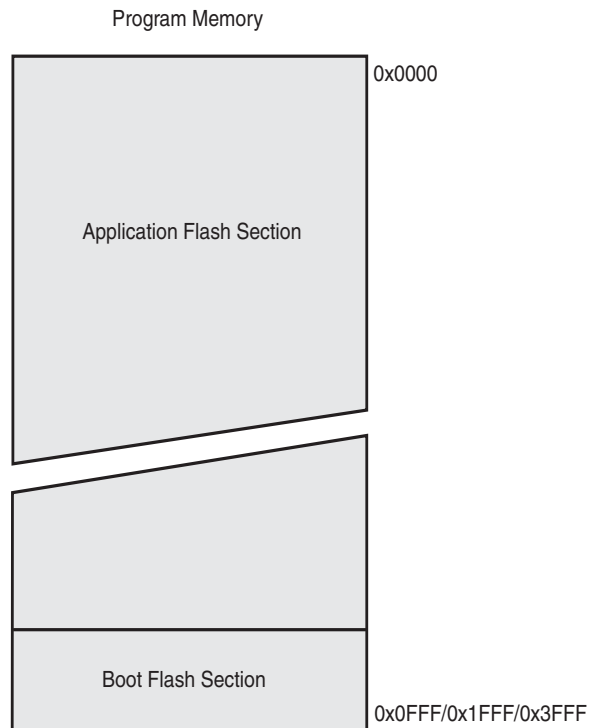 Program Memory
0x0000
Application Flash Section
Boot Flash Section
0x0FFF/0x1FFF/0x3FFF